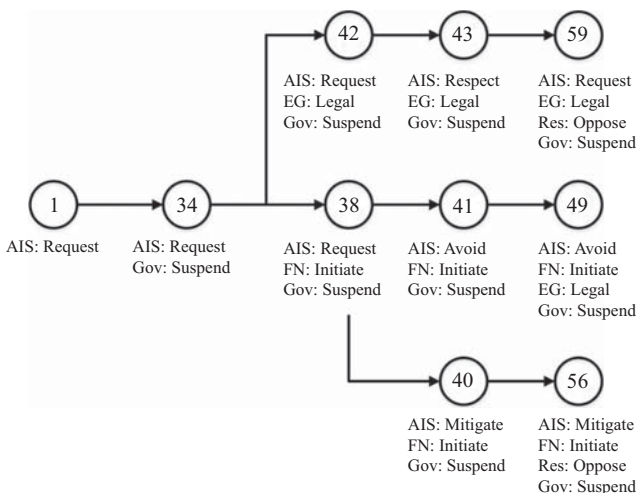 42
43
59
AIS: Request
EG: Legal
Gov: Suspend
AIS: Respect
EG: Legal
Gov: Suspend
AIS: Request
EG: Legal
Res: Oppose
Gov: Suspend
1
34
38
41
49
AIS: Request
AIS: Request
Gov: Suspend
AIS: Request
FN: Initiate
Gov: Suspend
AIS: Avoid
FN: Initiate
Gov: Suspend
AIS: Avoid
FN: Initiate
EG: Legal
Gov: Suspend
40
56
AIS: Mitigate
FN: Initiate
Gov: Suspend
AIS: Mitigate
FN: Initiate
Res: Oppose
Gov: Suspend